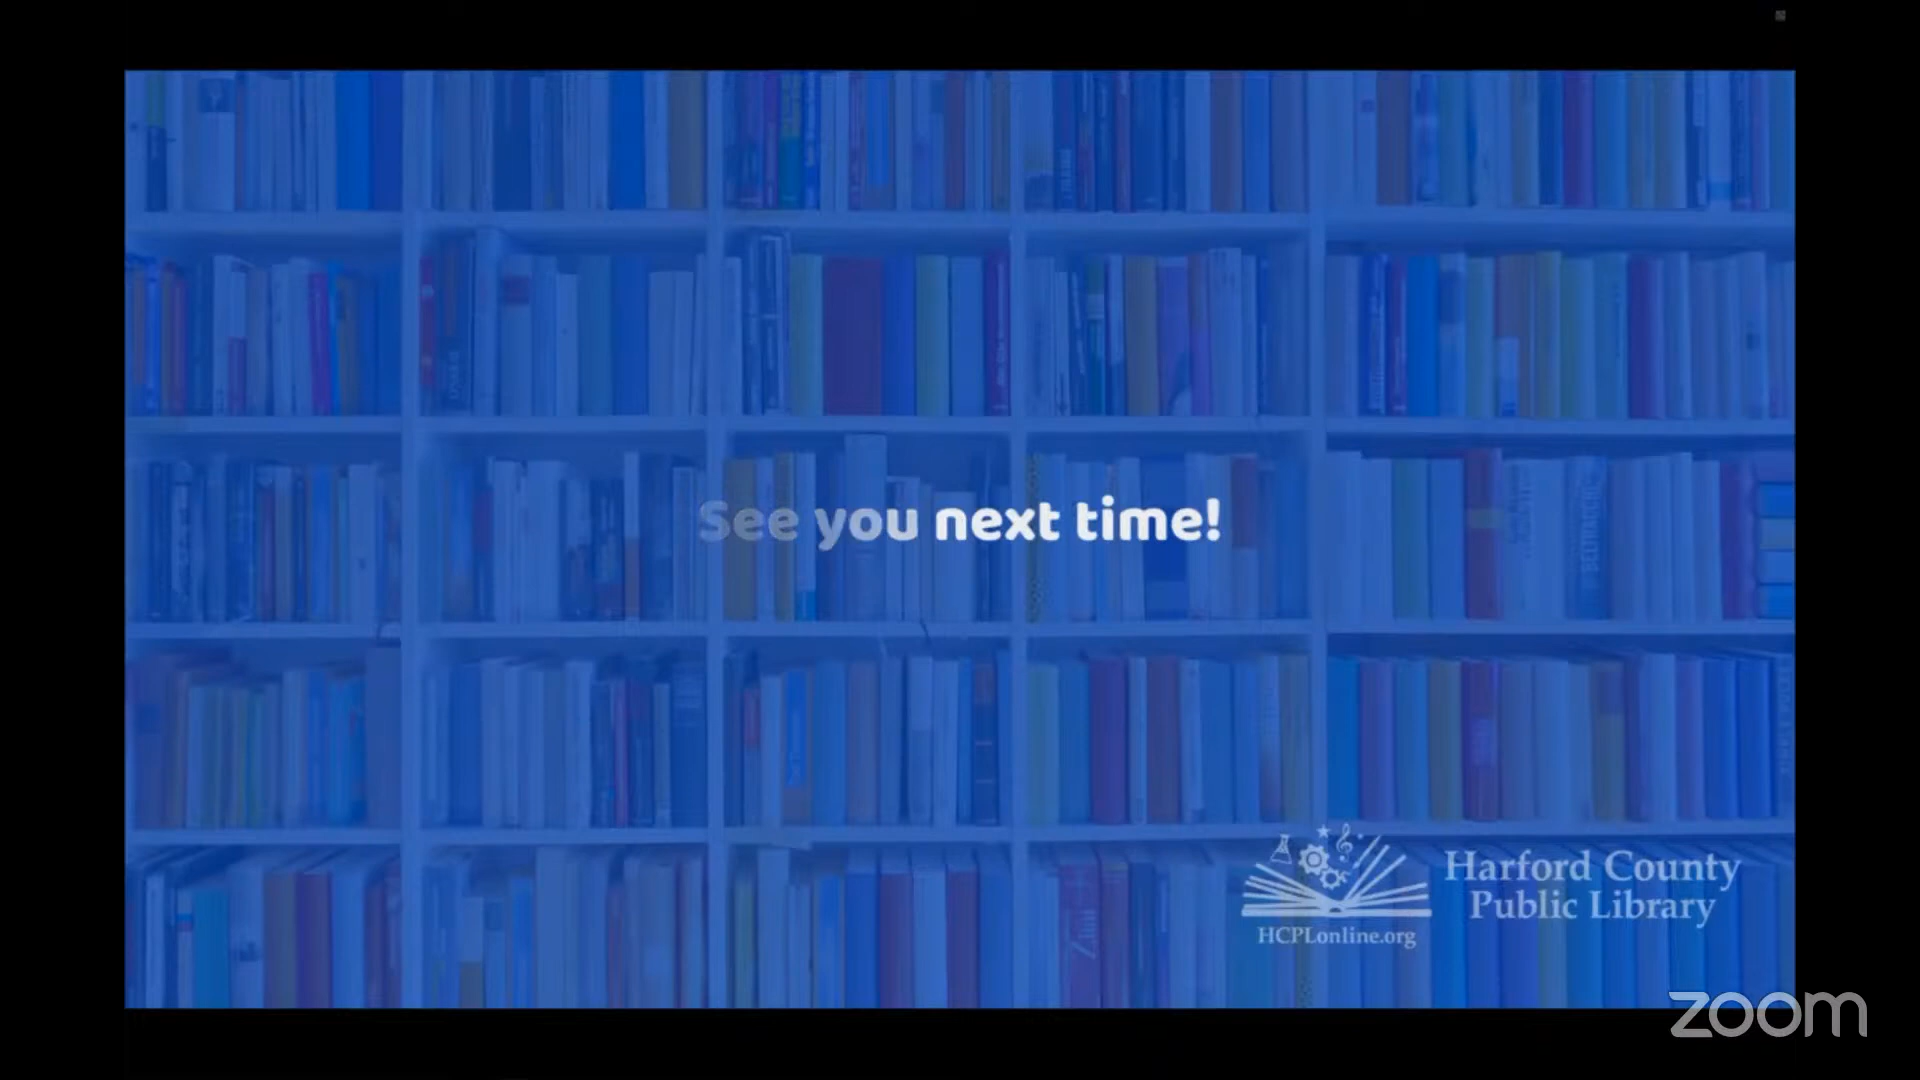 See you next time!
Harford County
Public Library
HCPLonline.org
zoom